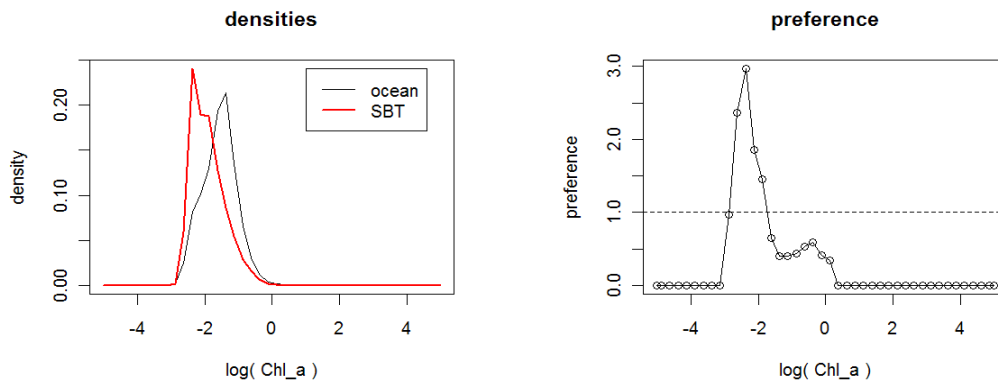 densities
ocean
SBT
density
0.20
0.10
0.00
-4
-2
0
2
4
log( Chl_a )
preference
preference
3.0
2.0
1.0
0.0
-4
-2
0
2
4
log( Chl_a )